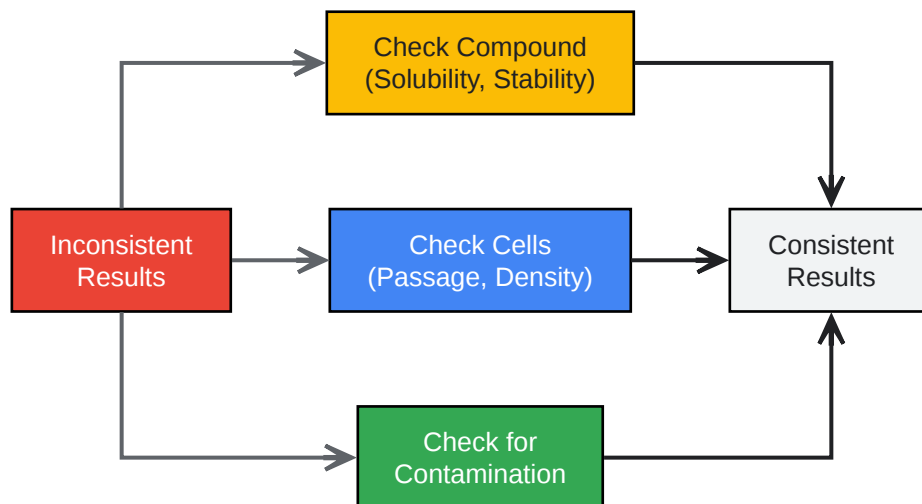 Check Compound
(Solubility, Stability)
Inconsistent
Results
Check Cells
(Passage, Density)
Consistent
Results
Check for
Contamination